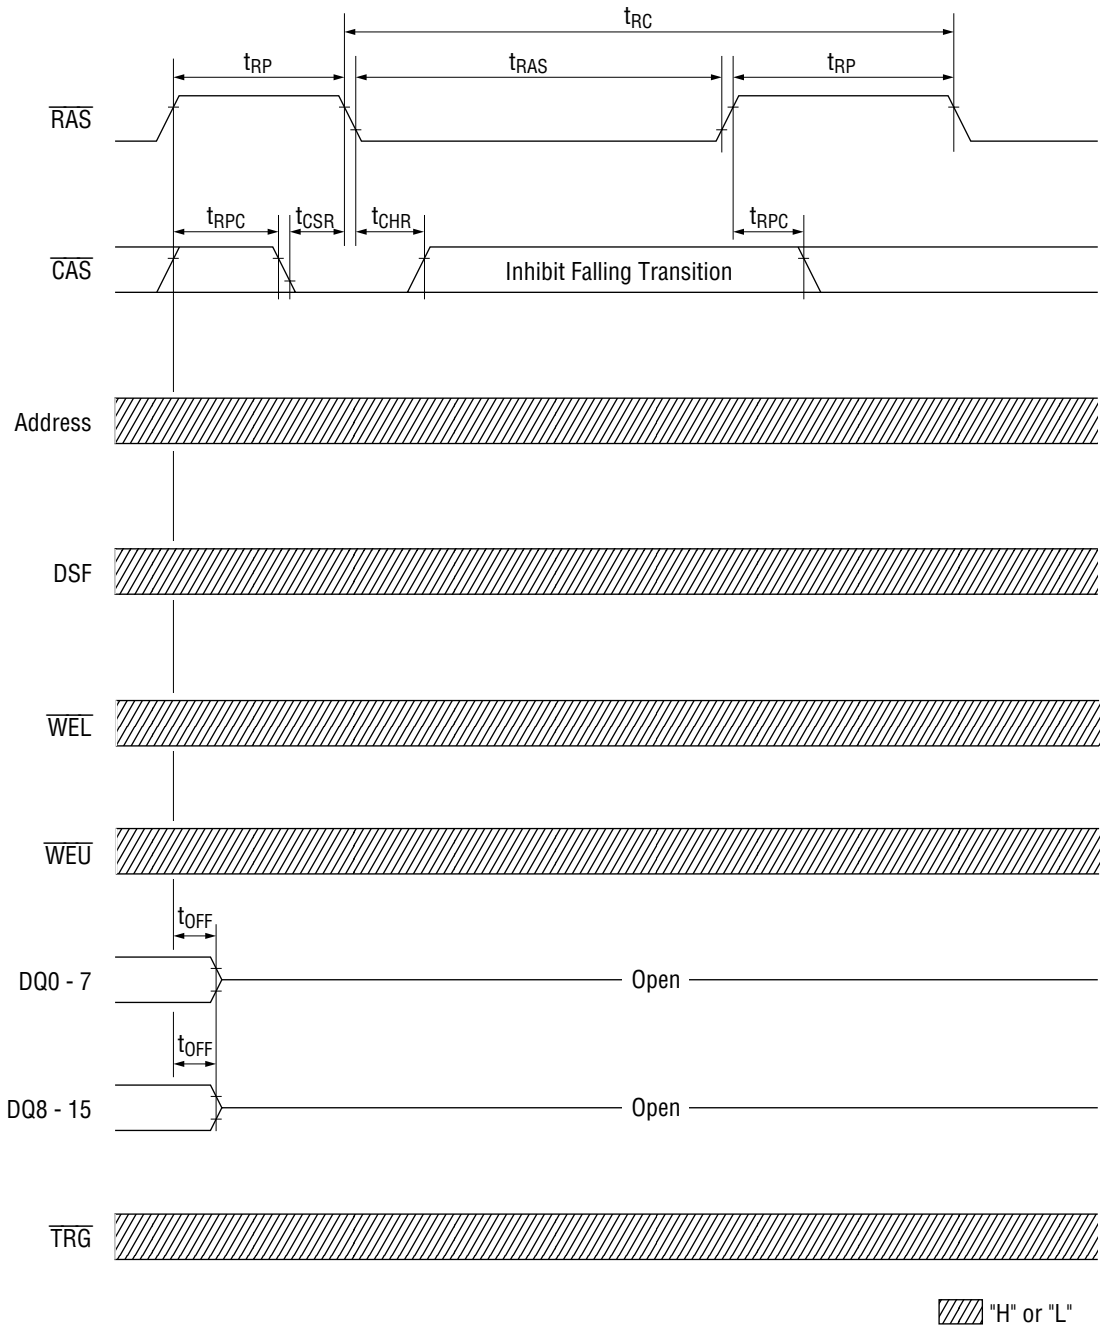 tRC
tRP
tRAS
tRP
RAS
tRPC
tCSR
tCHR
tRPC
CAS
Inhibit Falling Transition
Address
DSF
WEL
WEU
tOFF
DQ0 - 7
Open
tOFF
DQ8 - 15
Open
TRG
"H" or "L"